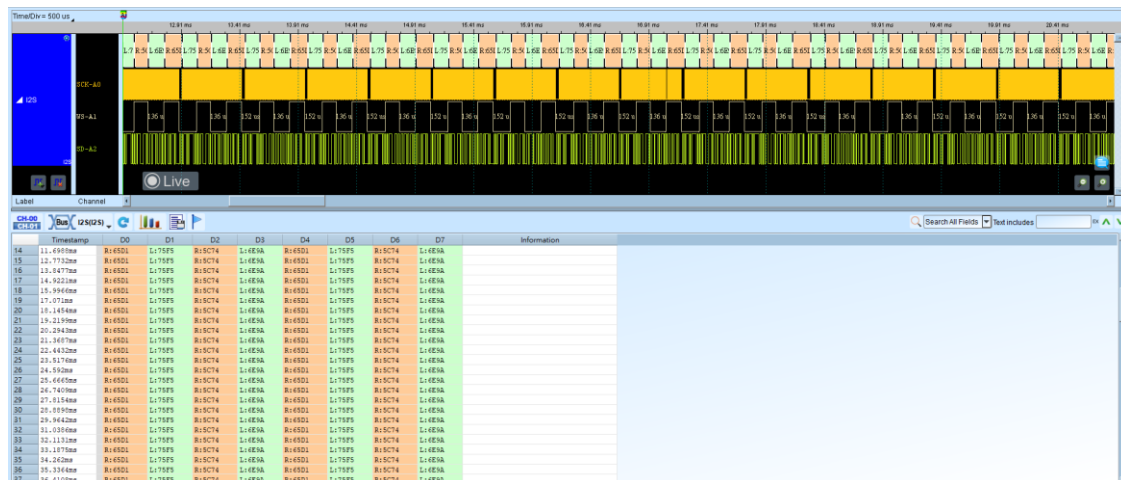 Time/Div = 500 us
12.91 ms 13.41 ms 13.91 ms 14.41 ms 14.91 ms 15.41 ms 15.91 ms 16.41 ms 16.91 ms 17.41 ms 17.91 ms 18.41 ms 18.91 ms 19.41 ms 19.91 ms 20.41 ms
SCK-A0
I2S
WS-A1
SD-A2
I2S
Live
Label Channel
CH-00 CH-01 Bus I2S(I2S) Search All Fields Text includes
Timestamp D0 D1 D2 D3 D4 D5 D6 D7 Information
14 11.6988ms R:65D1 L:75F5 R:5C74 L:6E9A R:65D1 L:75F5 R:5C74 L:6E9A
15 12.7732ms R:65D1 L:75F5 R:5C74 L:6E9A R:65D1 L:75F5 R:5C74 L:6E9A
16 13.8477ms R:65D1 L:75F5 R:5C74 L:6E9A R:65D1 L:75F5 R:5C74 L:6E9A
17 14.9221ms R:65D1 L:75F5 R:5C74 L:6E9A R:65D1 L:75F5 R:5C74 L:6E9A
18 15.9966ms R:65D1 L:75F5 R:5C74 L:6E9A R:65D1 L:75F5 R:5C74 L:6E9A
19 17.071ms R:65D1 L:75F5 R:5C74 L:6E9A R:65D1 L:75F5 R:5C74 L:6E9A
20 18.1454ms R:65D1 L:75F5 R:5C74 L:6E9A R:65D1 L:75F5 R:5C74 L:6E9A
21 19.2199ms R:65D1 L:75F5 R:5C74 L:6E9A R:65D1 L:75F5 R:5C74 L:6E9A
22 20.2943ms R:65D1 L:75F5 R:5C74 L:6E9A R:65D1 L:75F5 R:5C74 L:6E9A
23 21.3687ms R:65D1 L:75F5 R:5C74 L:6E9A R:65D1 L:75F5 R:5C74 L:6E9A
24 22.4432ms R:65D1 L:75F5 R:5C74 L:6E9A R:65D1 L:75F5 R:5C74 L:6E9A
25 23.5176ms R:65D1 L:75F5 R:5C74 L:6E9A R:65D1 L:75F5 R:5C74 L:6E9A
26 24.592ms R:65D1 L:75F5 R:5C74 L:6E9A R:65D1 L:75F5 R:5C74 L:6E9A
27 25.6665ms R:65D1 L:75F5 R:5C74 L:6E9A R:65D1 L:75F5 R:5C74 L:6E9A
28 26.7409ms R:65D1 L:75F5 R:5C74 L:6E9A R:65D1 L:75F5 R:5C74 L:6E9A
29 27.8154ms R:65D1 L:75F5 R:5C74 L:6E9A R:65D1 L:75F5 R:5C74 L:6E9A
30 28.8898ms R:65D1 L:75F5 R:5C74 L:6E9A R:65D1 L:75F5 R:5C74 L:6E9A
31 29.9642ms R:65D1 L:75F5 R:5C74 L:6E9A R:65D1 L:75F5 R:5C74 L:6E9A
32 31.0386ms R:65D1 L:75F5 R:5C74 L:6E9A R:65D1 L:75F5 R:5C74 L:6E9A
33 32.1131ms R:65D1 L:75F5 R:5C74 L:6E9A R:65D1 L:75F5 R:5C74 L:6E9A
34 33.1875ms R:65D1 L:75F5 R:5C74 L:6E9A R:65D1 L:75F5 R:5C74 L:6E9A
35 34.262ms R:65D1 L:75F5 R:5C74 L:6E9A R:65D1 L:75F5 R:5C74 L:6E9A
36 35.3364ms R:65D1 L:75F5 R:5C74 L:6E9A R:65D1 L:75F5 R:5C74 L:6E9A